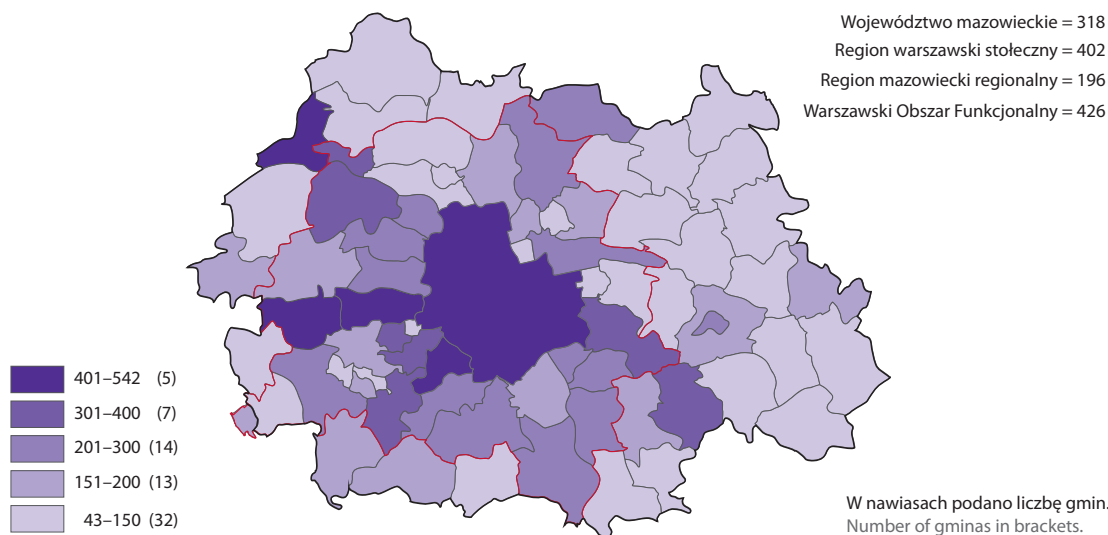 Województwo mazowieckie = 318
Region warszawski stołeczny = 402
Region mazowiecki regionalny = 196
Warszawski Obszar Funkcjonalny = 426
401–542 (5)
301–400 (7)
201–300 (14)
151–200 (13)
43–150 (32)
W nawiasach podano liczbę gmin.
Number of gminas in brackets.